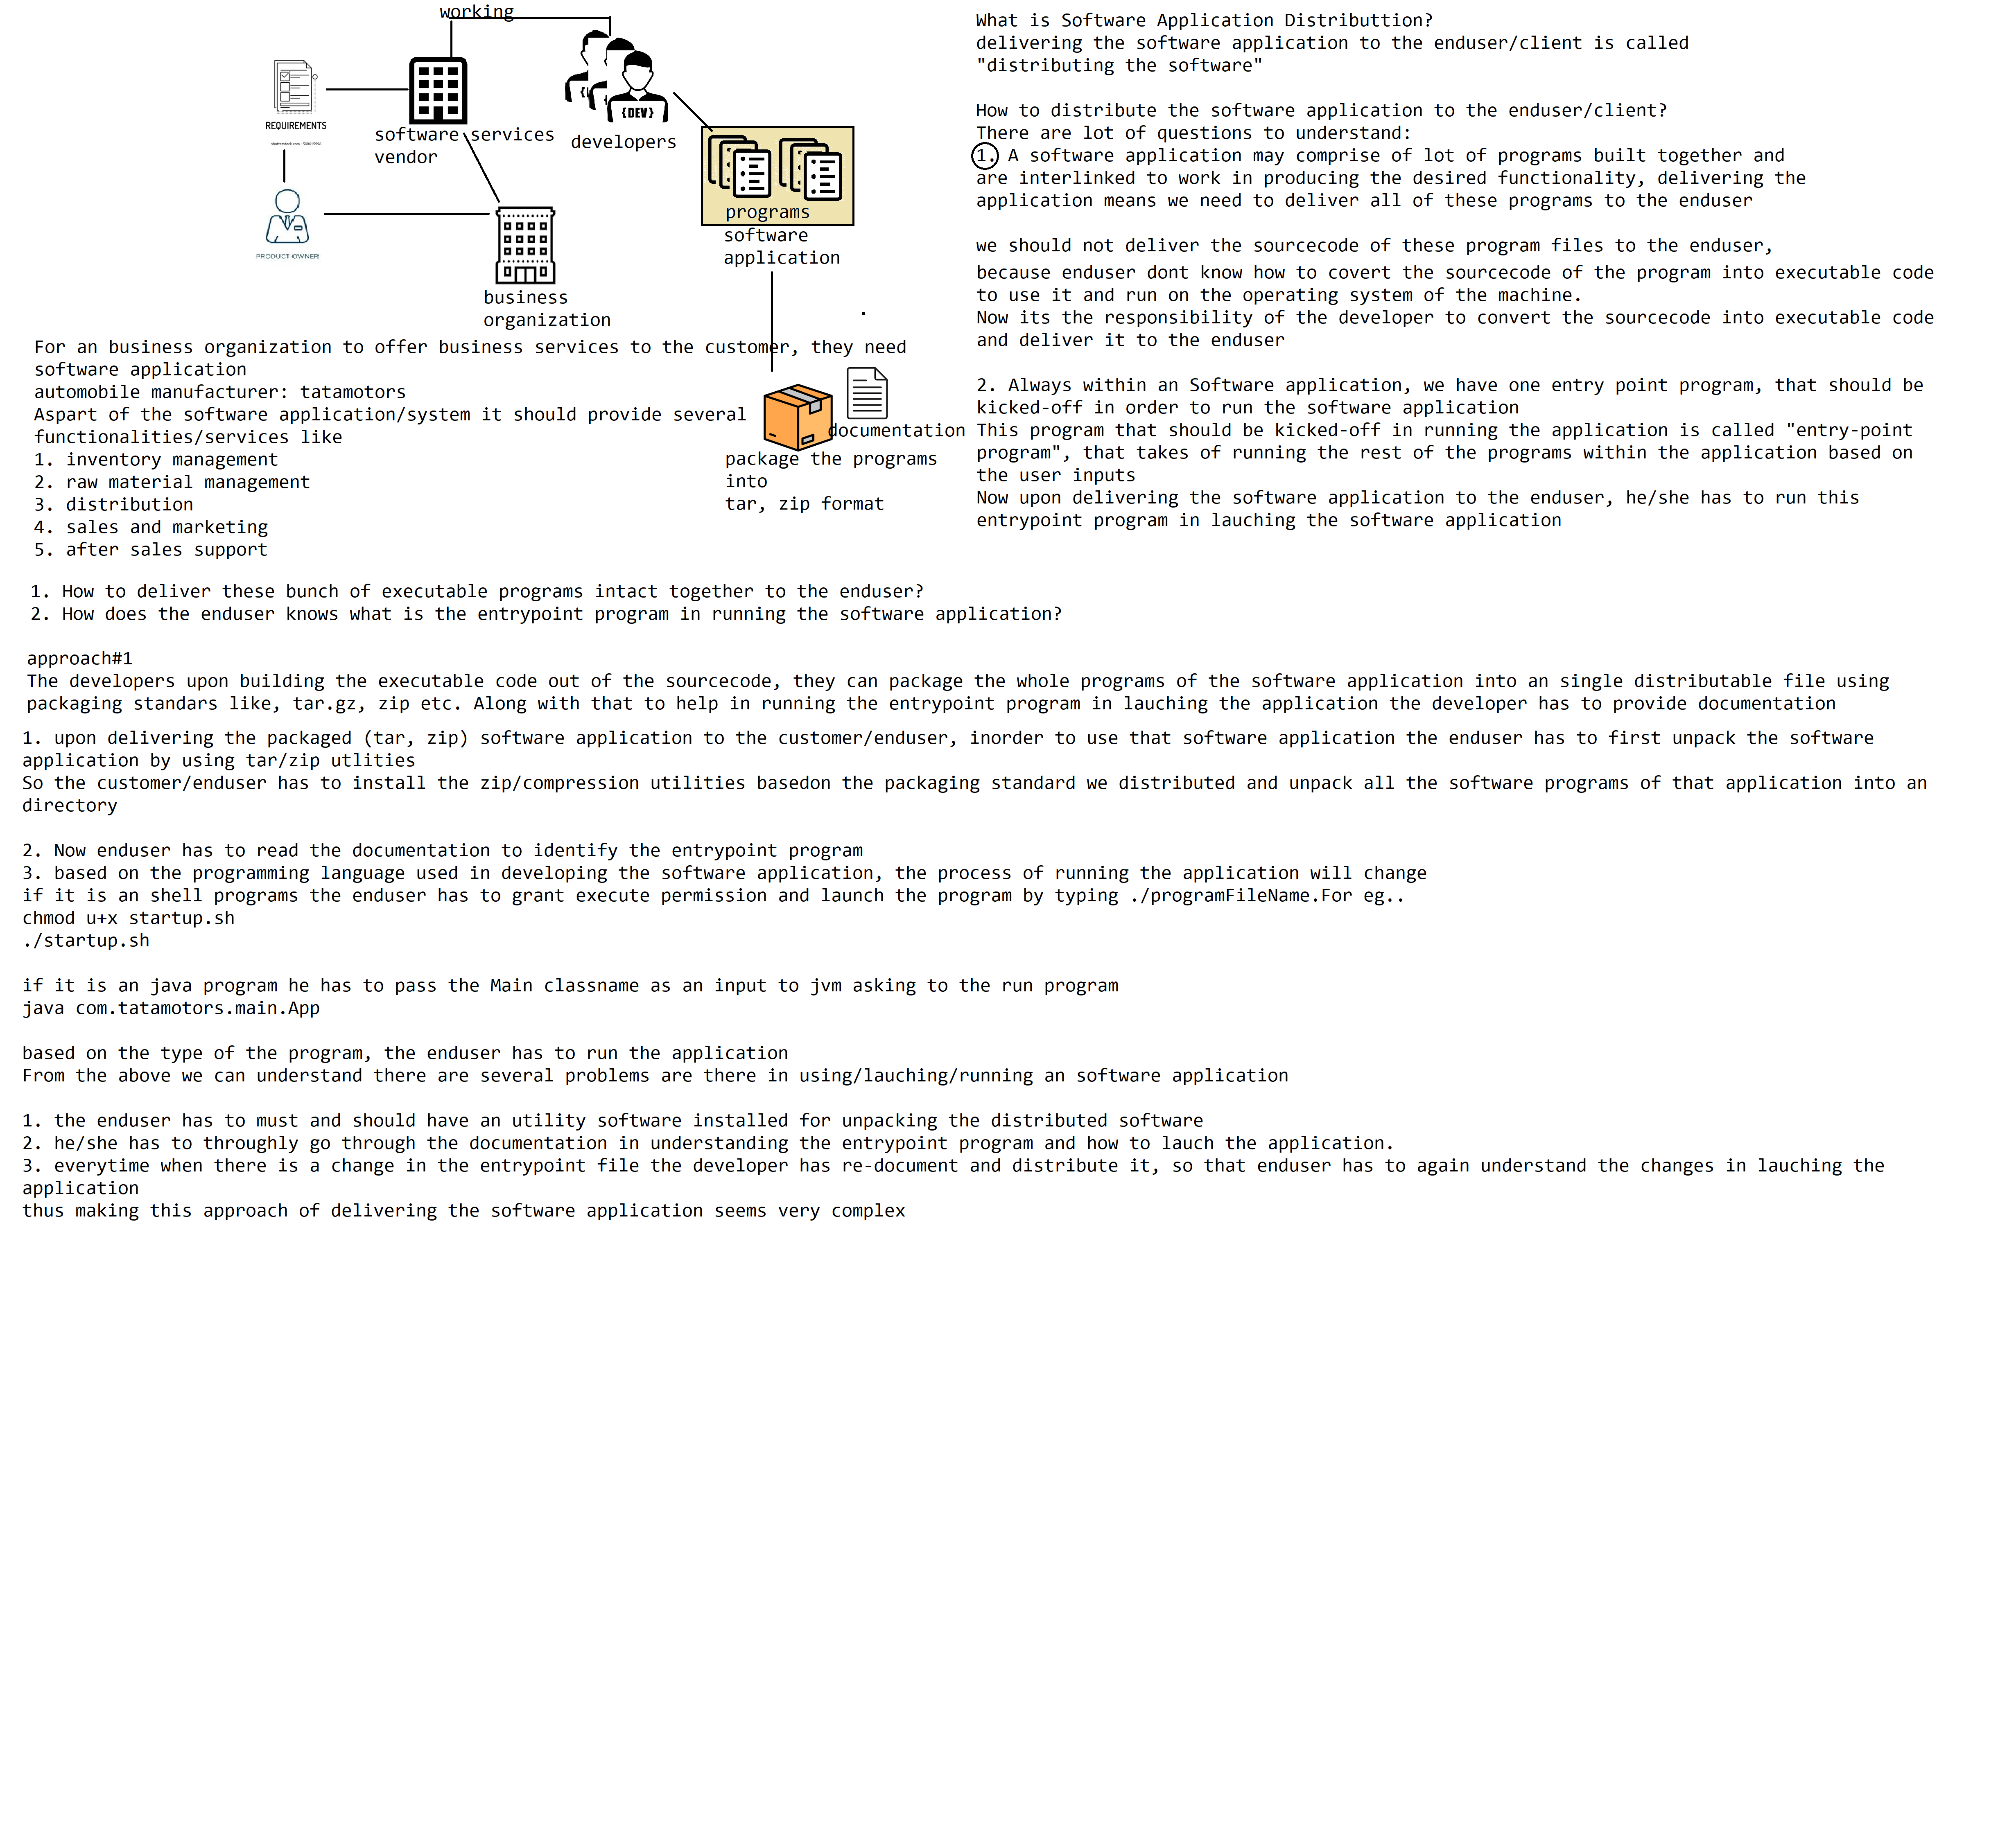 working
REQUIREMENTS
software services
vendor
developers
{DEV}
programs
software
application
PRODUCT OWNER
business
organization
For an business organization to offer business services to the customer, they need
software application
automobile manufacturer: tatamotors
Aspart of the software application/system it should provide several
functionalities/services like
1. inventory management
2. raw material management
3. distribution
4. sales and marketing
5. after sales support
documentation
package the programs
into
tar, zip format
What is Software Application Distributtion?
delivering the software application to the enduser/client is called
"distributing the software"
How to distribute the software application to the enduser/client?
There are lot of questions to understand:
1. A software application may comprise of lot of programs built together and
are interlinked to work in producing the desired functionality, delivering the
application means we need to deliver all of these programs to the enduser
we should not deliver the sourcecode of these program files to the enduser,
because enduser dont know how to covert the sourcecode of the program into executable code
to use it and run on the operating system of the machine.
Now its the responsibility of the developer to convert the sourcecode into executable code
and deliver it to the enduser
2. Always within an Software application, we have one entry point program, that should be
kicked-off in order to run the software application
This program that should be kicked-off in running the application is called "entry-point
program", that takes of running the rest of the programs within the application based on
the user inputs
Now upon delivering the software application to the enduser, he/she has to run this
entrypoint program in lauching the software application
1. How to deliver these bunch of executable programs intact together to the enduser?
2. How does the enduser knows what is the entrypoint program in running the software application?
approach#1
The developers upon building the executable code out of the sourcecode, they can package the whole programs of the software application into an single distributable file using
packaging standars like, tar.gz, zip etc. Along with that to help in running the entrypoint program in lauching the application the developer has to provide documentation
1. upon delivering the packaged (tar, zip) software application to the customer/enduser, inorder to use that software application the enduser has to first unpack the software
application by using tar/zip utlities
So the customer/enduser has to install the zip/compression utilities basedon the packaging standard we distributed and unpack all the software programs of that application into an
directory
2. Now enduser has to read the documentation to identify the entrypoint program
3. based on the programming language used in developing the software application, the process of running the application will change
if it is an shell programs the enduser has to grant execute permission and launch the program by typing ./programFileName.For eg..
chmod u+x startup.sh
./startup.sh
if it is an java program he has to pass the Main classname as an input to jvm asking to the run program
java com.tatamotors.main.App
based on the type of the program, the enduser has to run the application
From the above we can understand there are several problems are there in using/lauching/running an software application
1. the enduser has to must and should have an utility software installed for unpacking the distributed software
2. he/she has to throughly go through the documentation in understanding the entrypoint program and how to lauch the application.
3. everytime when there is a change in the entrypoint file the developer has re-document and distribute it, so that enduser has to again understand the changes in lauching the
application
thus making this approach of delivering the software application seems very complex